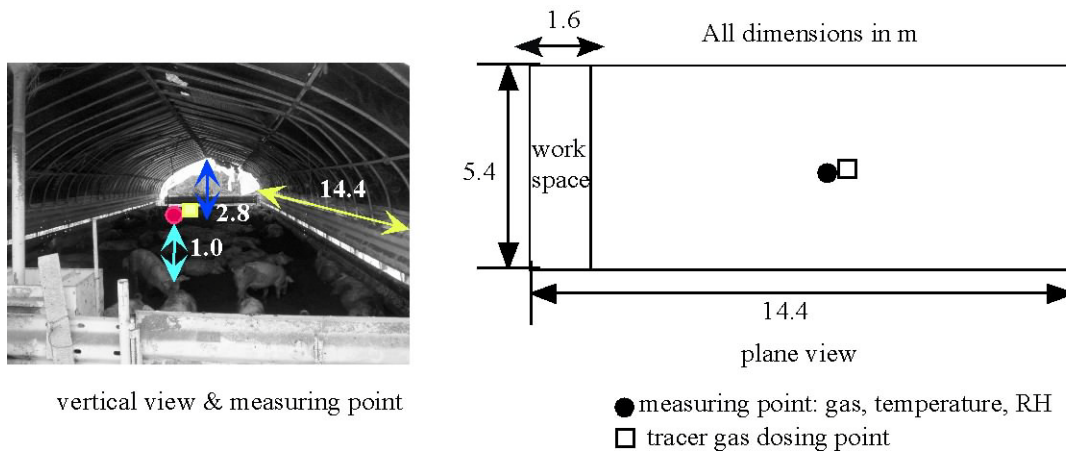 1.6
All dimensions in m
14.4
2.8
1.0
5.4
work
space
14.4
plane view
vertical view & measuring point
measuring point: gas, temperature, RH
tracer gas dosing point